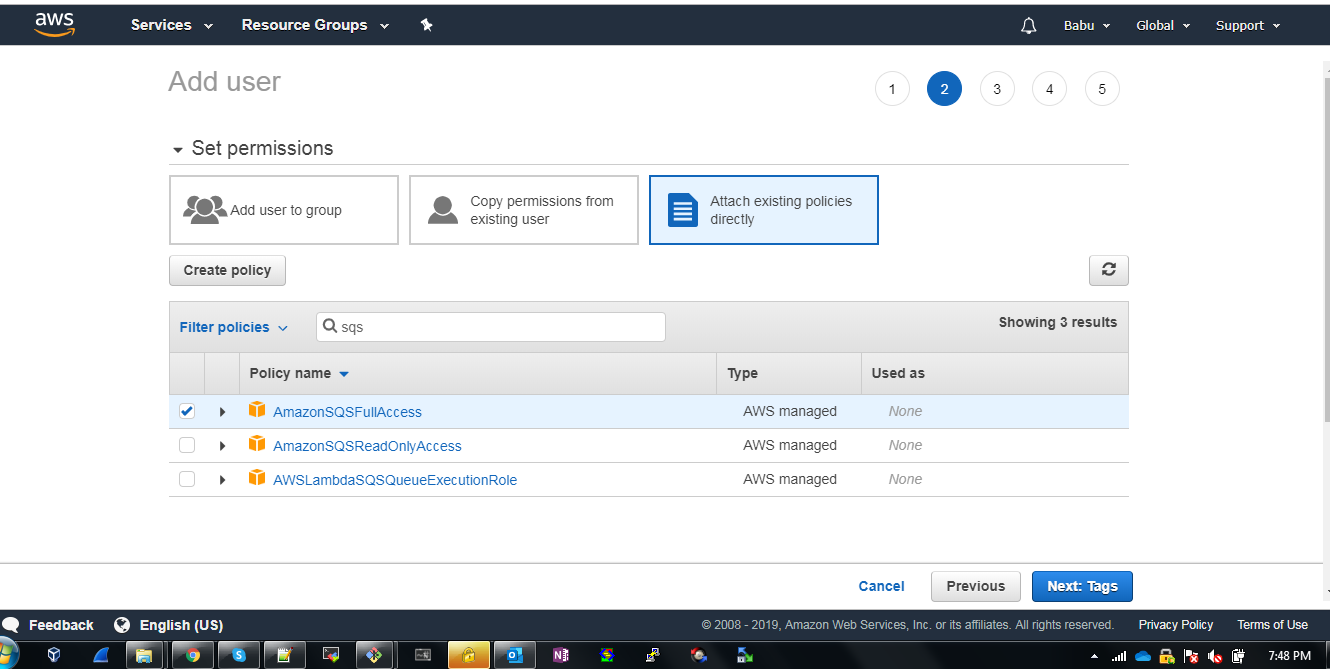 aws Services Resource Groups Babu Global Support
Add user
1 2 3 4 5
Set permissions
Add user to group
Copy permissions from
existing user
Attach existing policies
directly
Create policy
Filter policies sqs Showing 3 results
Policy name Type Used as
AmazonSQSFullAccess AWS managed None
AmazonSQSReadOnlyAccess AWS managed None
AWSLambdaSQSQueueExecutionRole AWS managed None
Cancel Previous Next: Tags
Feedback English (US) © 2008 - 2019, Amazon Web Services, Inc. or its affiliates. All rights reserved. Privacy Policy Terms of Use
7:48 PM